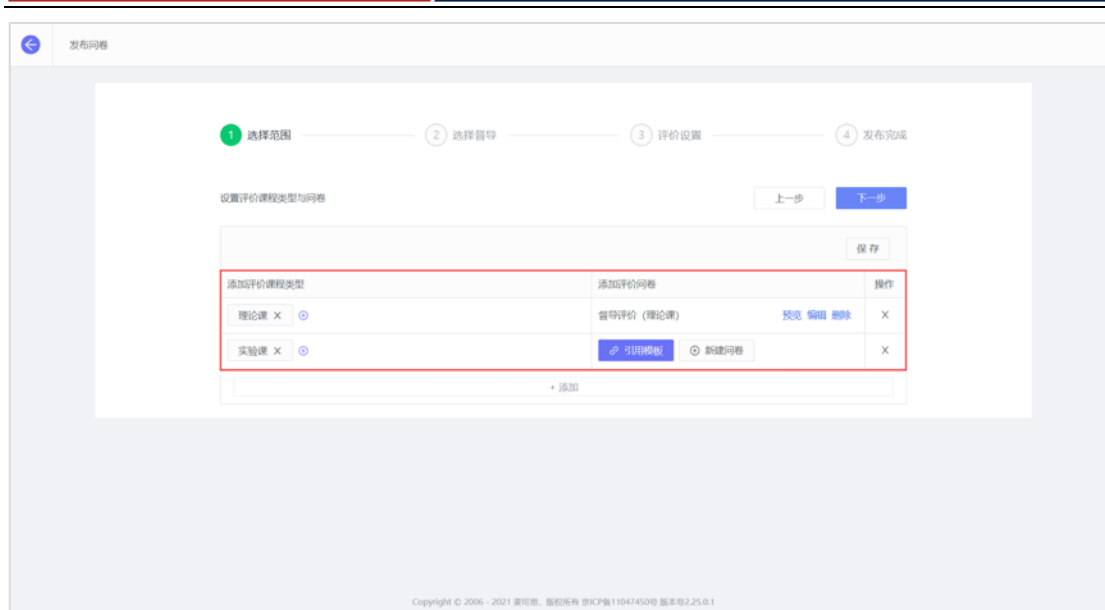 发布问卷
1 选择范围 2 选择督导 3 评价设置 4 发布完成
设置评价课程类型与问卷 上一步 下一步
保存
添加评价课程类型 添加评价问卷 操作
理论课 X 督导评价（理论课） 预览 编辑 删除 X
实验课 X 引用模板 新建问卷 X
+ 添加
Copyright © 2006 - 2021 麦可思，版权所有 京ICP备11047450号 版本号2.25.0.1